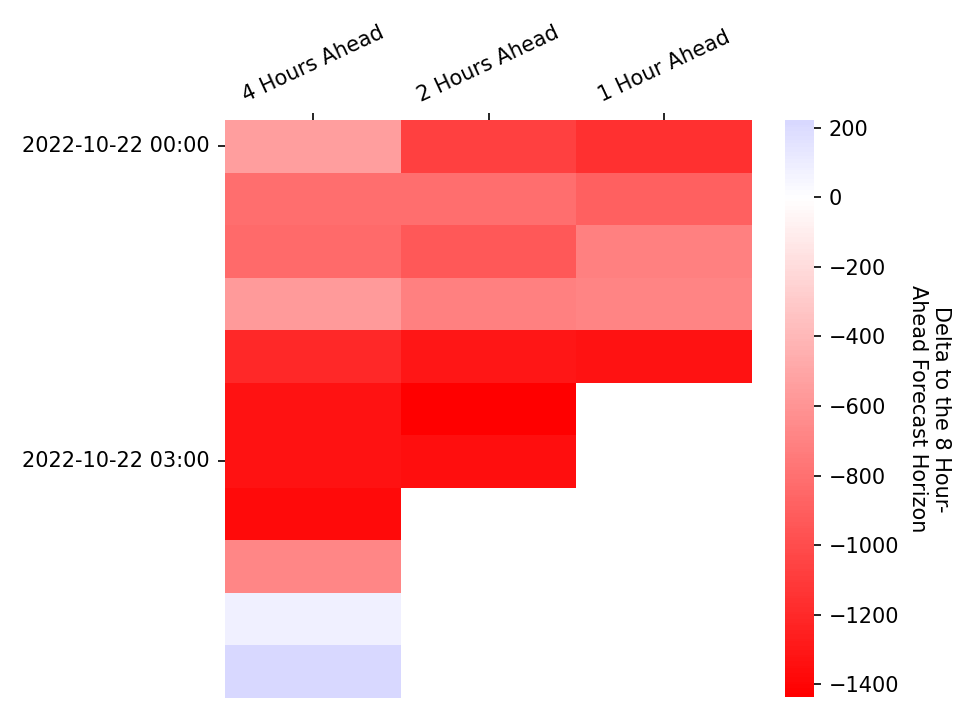 4 Hours Ahead
2 Hours Ahead
1 Hour Ahead
2022-10-22 00:00
2022-10-22 03:00
200
0
−200
−400
−600
−800
−1000
−1200
−1400
Delta to the 8 Hour-
Ahead Forecast Horizon